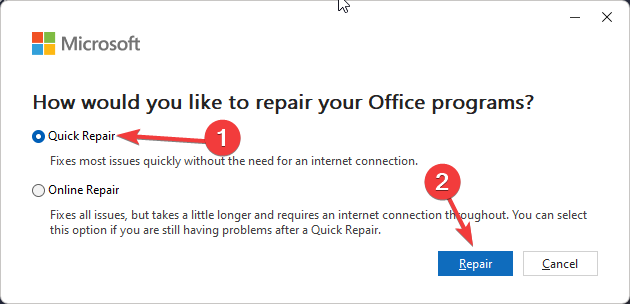 Microsoft
How would you like to repair your Office programs?
Quick Repair
1
Fixes most issues quickly without the need for an internet connection.
Online Repair
2
Fixes all issues, but takes a little longer and requires an internet connection throughout. You can select
this option if you are still having problems after a Quick Repair.
Repair
Cancel